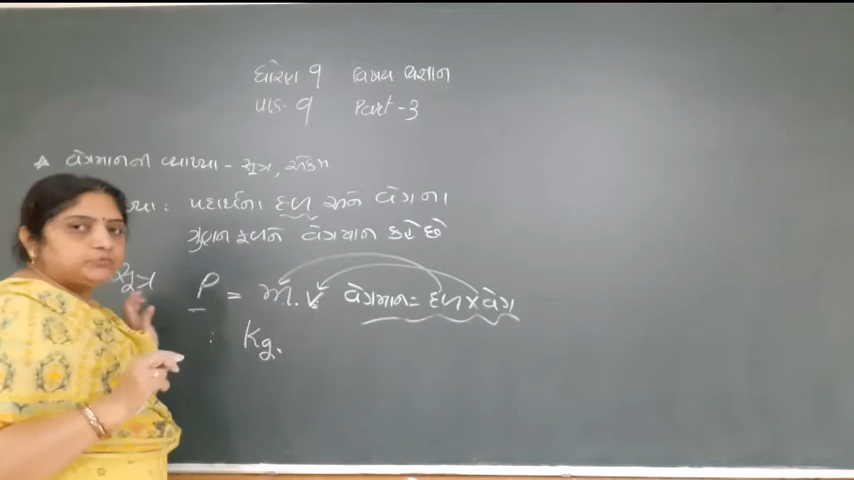 ધોરણ 9 વિષય વિજ્ઞાન
પાઠ- 9 Part-3
વેગમાનની વ્યાખ્યા - સૂત્ર, એકમ
યા : પદાર્થના દળ અને વેગના
ગુણાકારને વેગમાન કહે છે
સૂત્ર P = m.v વેગમાન = દળ × વેગ
: Kg.